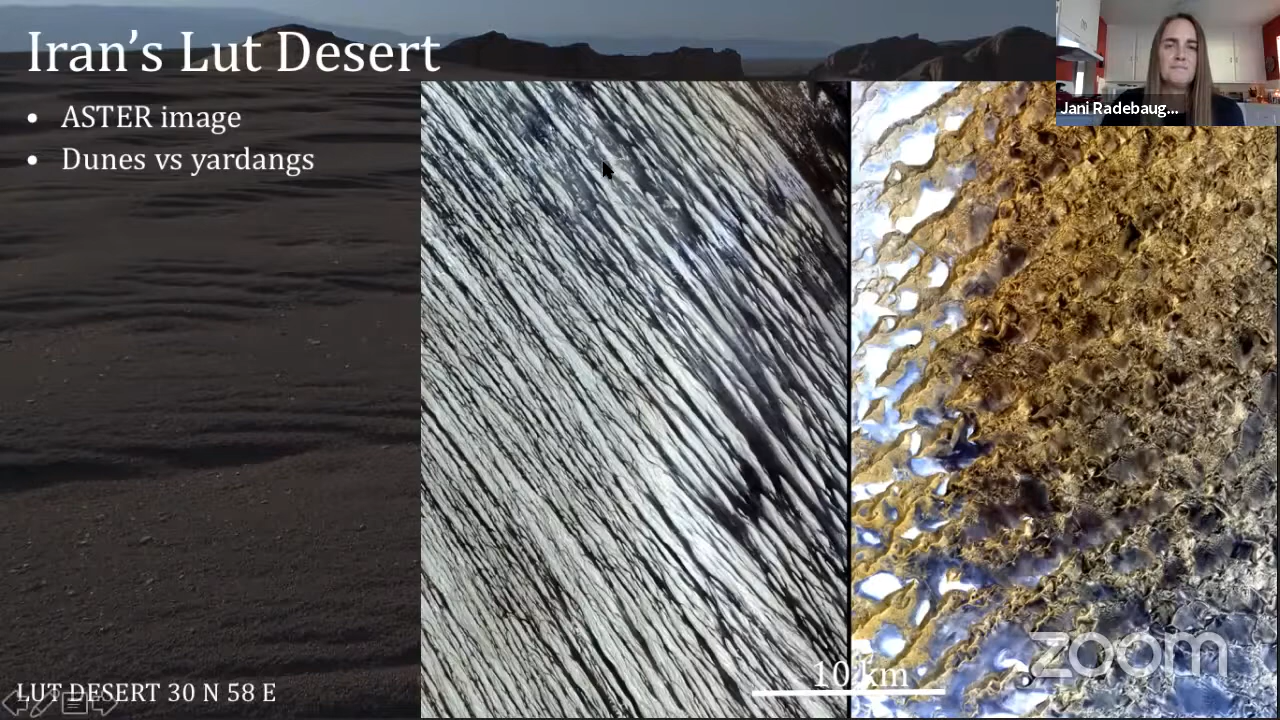 Iran's Lut Desert
• ASTER image
• Dunes vs yardangs
Jani Radebaug...
10 km
zoom
LUT DESERT 30 N 58 E